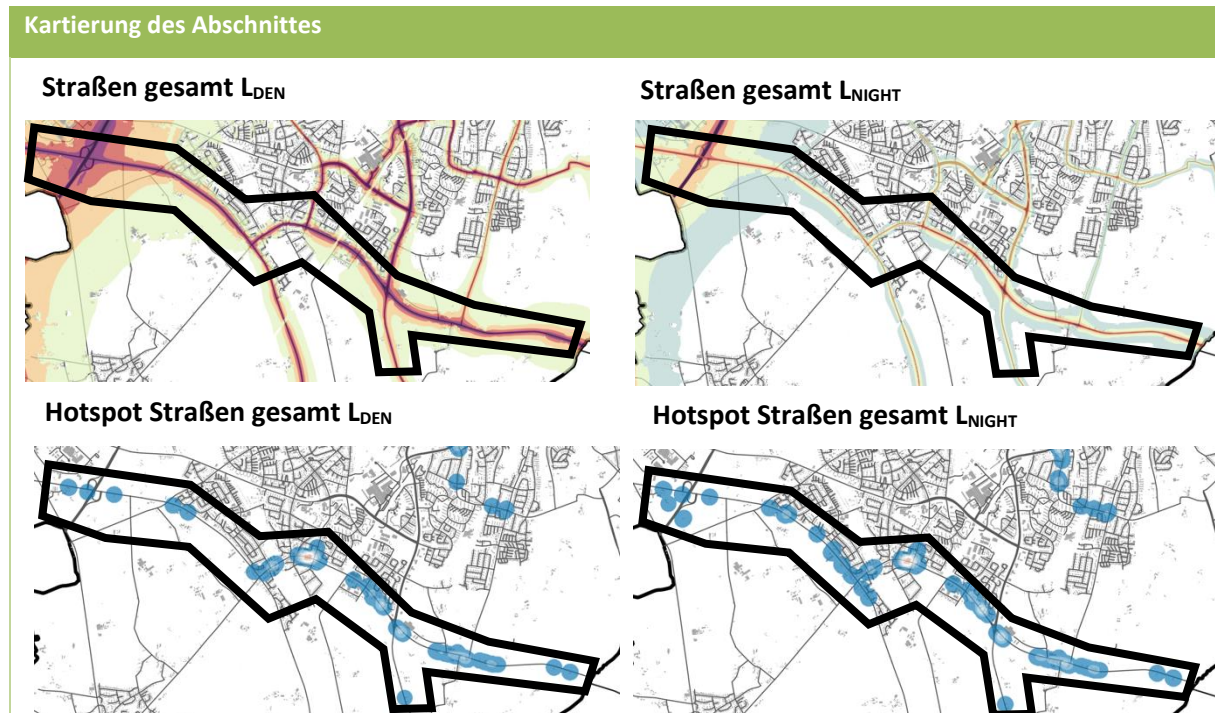 Kartierung des Abschnittes
Straßen gesamt LDEN
Straßen gesamt LNIGHT
Hotspot Straßen gesamt LDEN
Hotspot Straßen gesamt LNIGHT